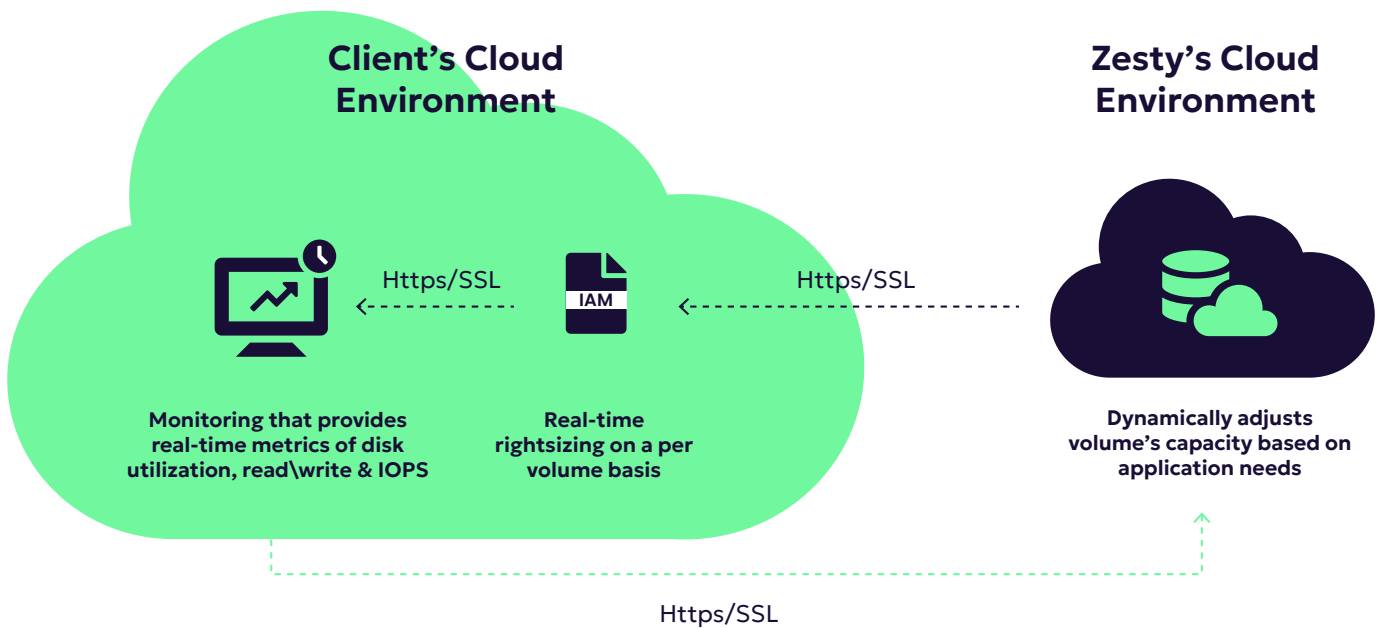 Client’s Cloud
Environment
Zesty’s Cloud
Environment
Https/SSL
IAM
Https/SSL
Monitoring that provides
real-time metrics of disk
utilization, read\write & IOPS
Real-time
rightsizing on a per
volume basis
Dynamically adjusts
volume’s capacity based on
application needs
Https/SSL